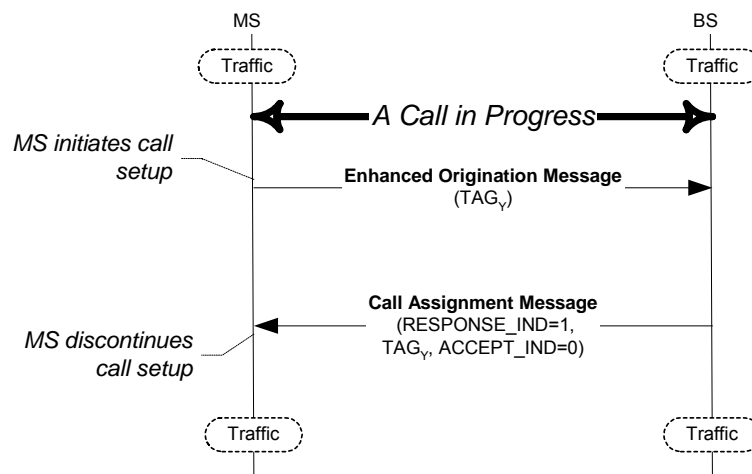 MS BS
Traffic Traffic
A Call in Progress
MS initiates call
setup
Enhanced Origination Message
(TAGY)
Call Assignment Message
(RESPONSE_IND=1,
TAGY, ACCEPT_IND=0)
MS discontinues
call setup
Traffic Traffic